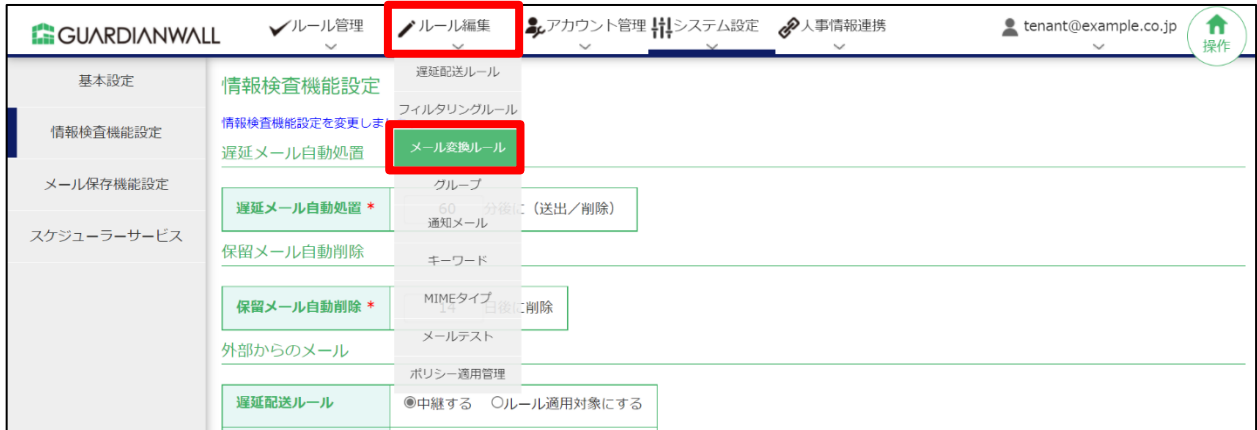 GUARDIANWALL
ルール管理
ルール編集
アカウント管理
システム設定
人事情報連携
tenant@example.co.jp
操作
基本設定
情報検査機能設定
メール保存機能設定
スケジューラーサービス
遅延配送ルール
フィルタリングルール
メール変換ルール
グループ
通知メール
キーワード
MIMEタイプ
メールテスト
ポリシー適用管理
情報検査機能設定
情報検査機能設定を変更しま
遅延メール自動処置
遅延メール自動処置 *
60 分後に（送出／削除）
保留メール自動削除
保留メール自動削除 *
14 日後に削除
外部からのメール
遅延配送ルール
中継する ルール適用対象にする